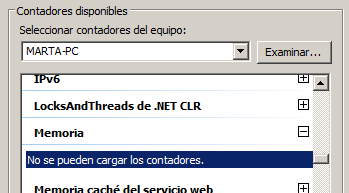 Contadores disponibles
Seleccionar contadores del equipo:
MARTA-PC
Examinar...
IPv6
LocksAndThreads de .NET CLR
Memoria
No se pueden cargar los contadores.
Memoria caché del servicio web